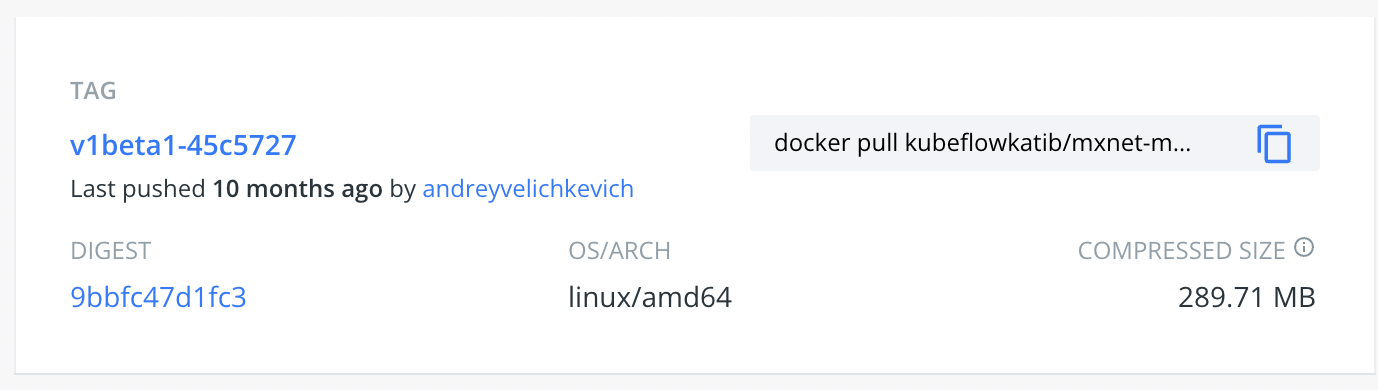 TAG
v1beta1-45c5727
docker pull kubeflowkatib/mxnet-m...
Last pushed 10 months ago by andreyvelichkevich
DIGEST
OS/ARCH
COMPRESSED SIZE
9bbfc47d1fc3
linux/amd64
289.71 MB